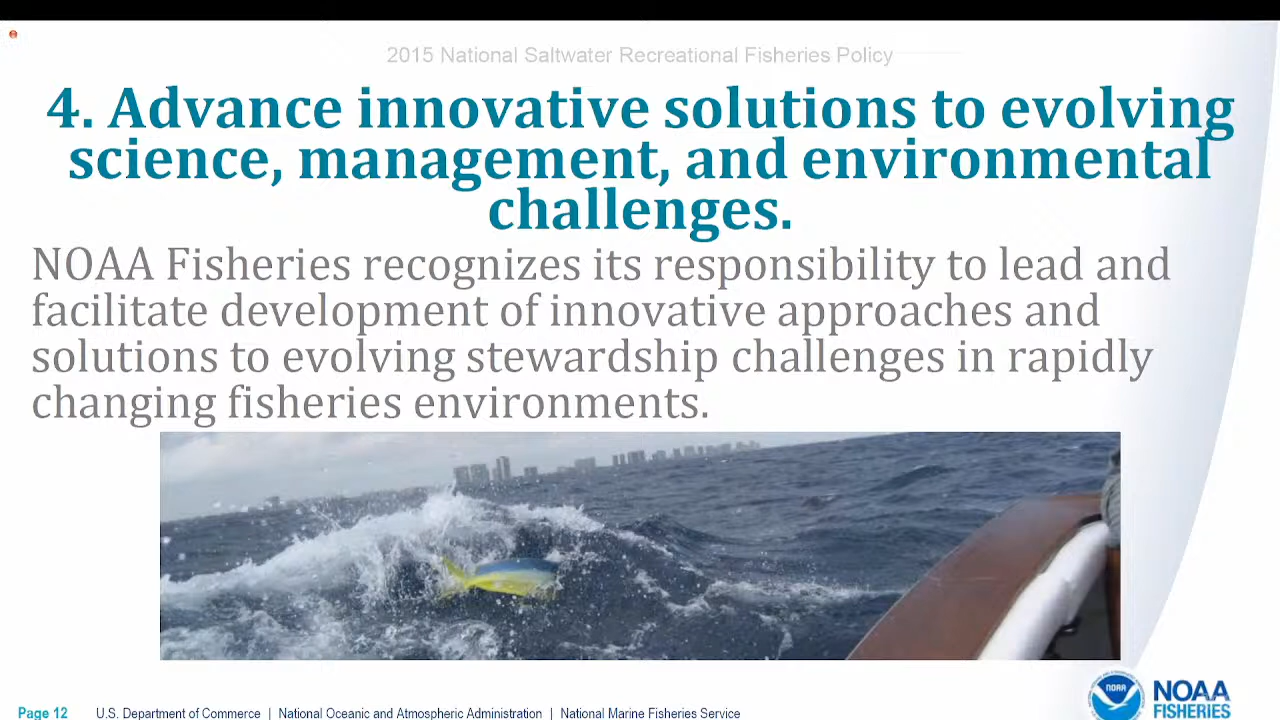 2015 National Saltwater Recreational Fisheries Policy
4. Advance innovative solutions to evolving
science, management, and environmental
challenges.
NOAA Fisheries recognizes its responsibility to lead and
facilitate development of innovative approaches and
solutions to evolving stewardship challenges in rapidly
changing fisheries environments.
NOAA
NOAA
FISHERIES
Page 12 U.S. Department of Commerce | National Oceanic and Atmospheric Administration | National Marine Fisheries Service